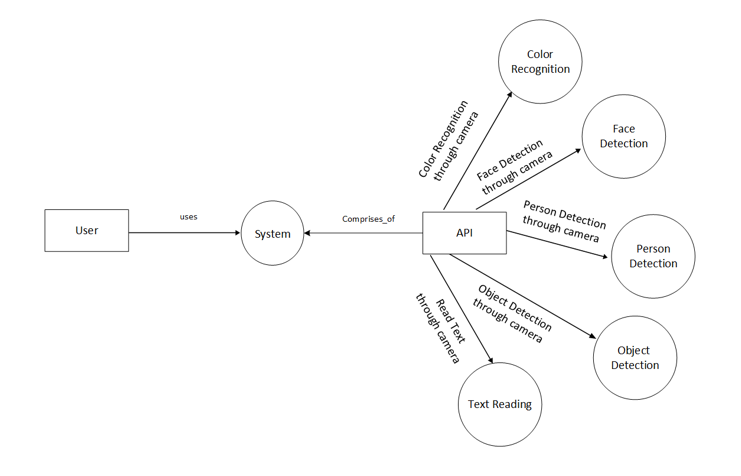 User
uses
System
Comprises_of
API
Color Recognition
through camera
Color
Recognition
Face Detection
through camera
Face
Detection
Person Detection
through camera
Person
Detection
Object Detection
through camera
Object
Detection
Read Text
through camera
Text Reading